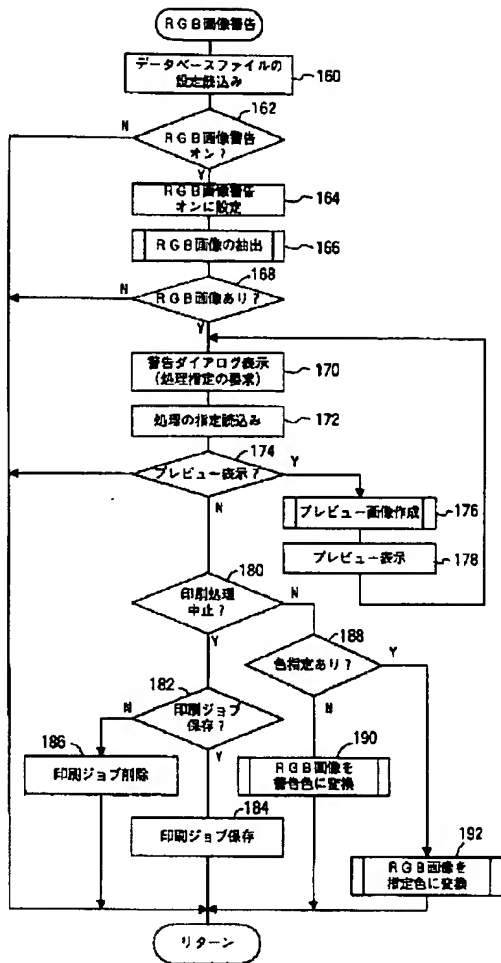 RGB画像警告
データベースファイルの
設定読込み
160
162
N
RGB画像警告
オン?
Y
RGB画像警告
オンに設定
164
RGB画像の抽出
166
168
N
RGB画像あり?
Y
警告ダイアログ表示
(処理指定の要求)
170
処理の指定読込み
172
174
プレビュー表示?
Y
N
プレビュー画像作成
176
プレビュー表示
178
180
印刷処理
中止?
N
Y
188
色指定あり?
Y
N
182
N
印刷ジョブ
保存?
Y
186
印刷ジョブ削除
190
RGB画像を
警告色に変換
184
印刷ジョブ保存
192
RGB画像を
指定色に変換
リターン